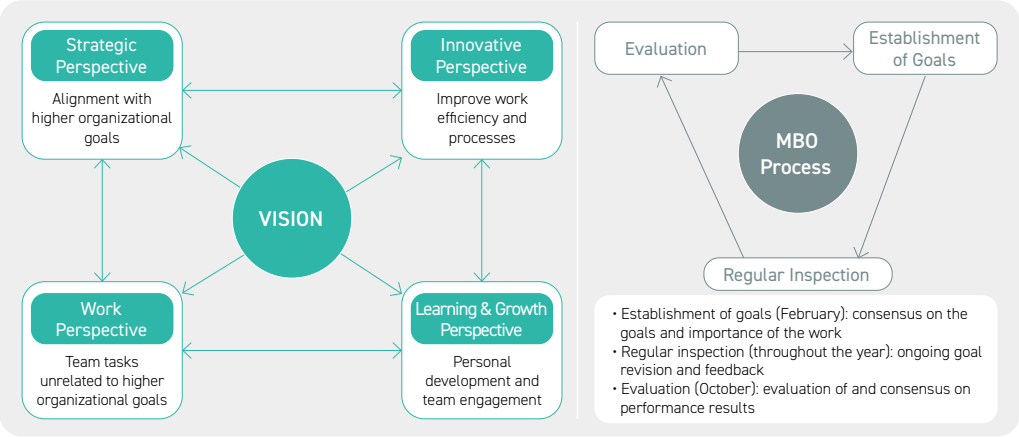 Strategic
Perspective
Alignment with
higher organizational
goals
Innovative
Perspective
Improve work
efficiency and
processes
VISION
Work
Perspective
Team tasks
unrelated to higher
organizational goals
Learning & Growth
Perspective
Personal
development and
team engagement
Evaluation
Establishment
of Goals
MBO
Process
Regular Inspection
• Establishment of goals (February): consensus on the
goals and importance of the work
• Regular inspection (throughout the year): ongoing goal
revision and feedback
• Evaluation (October): evaluation of and consensus on
performance results